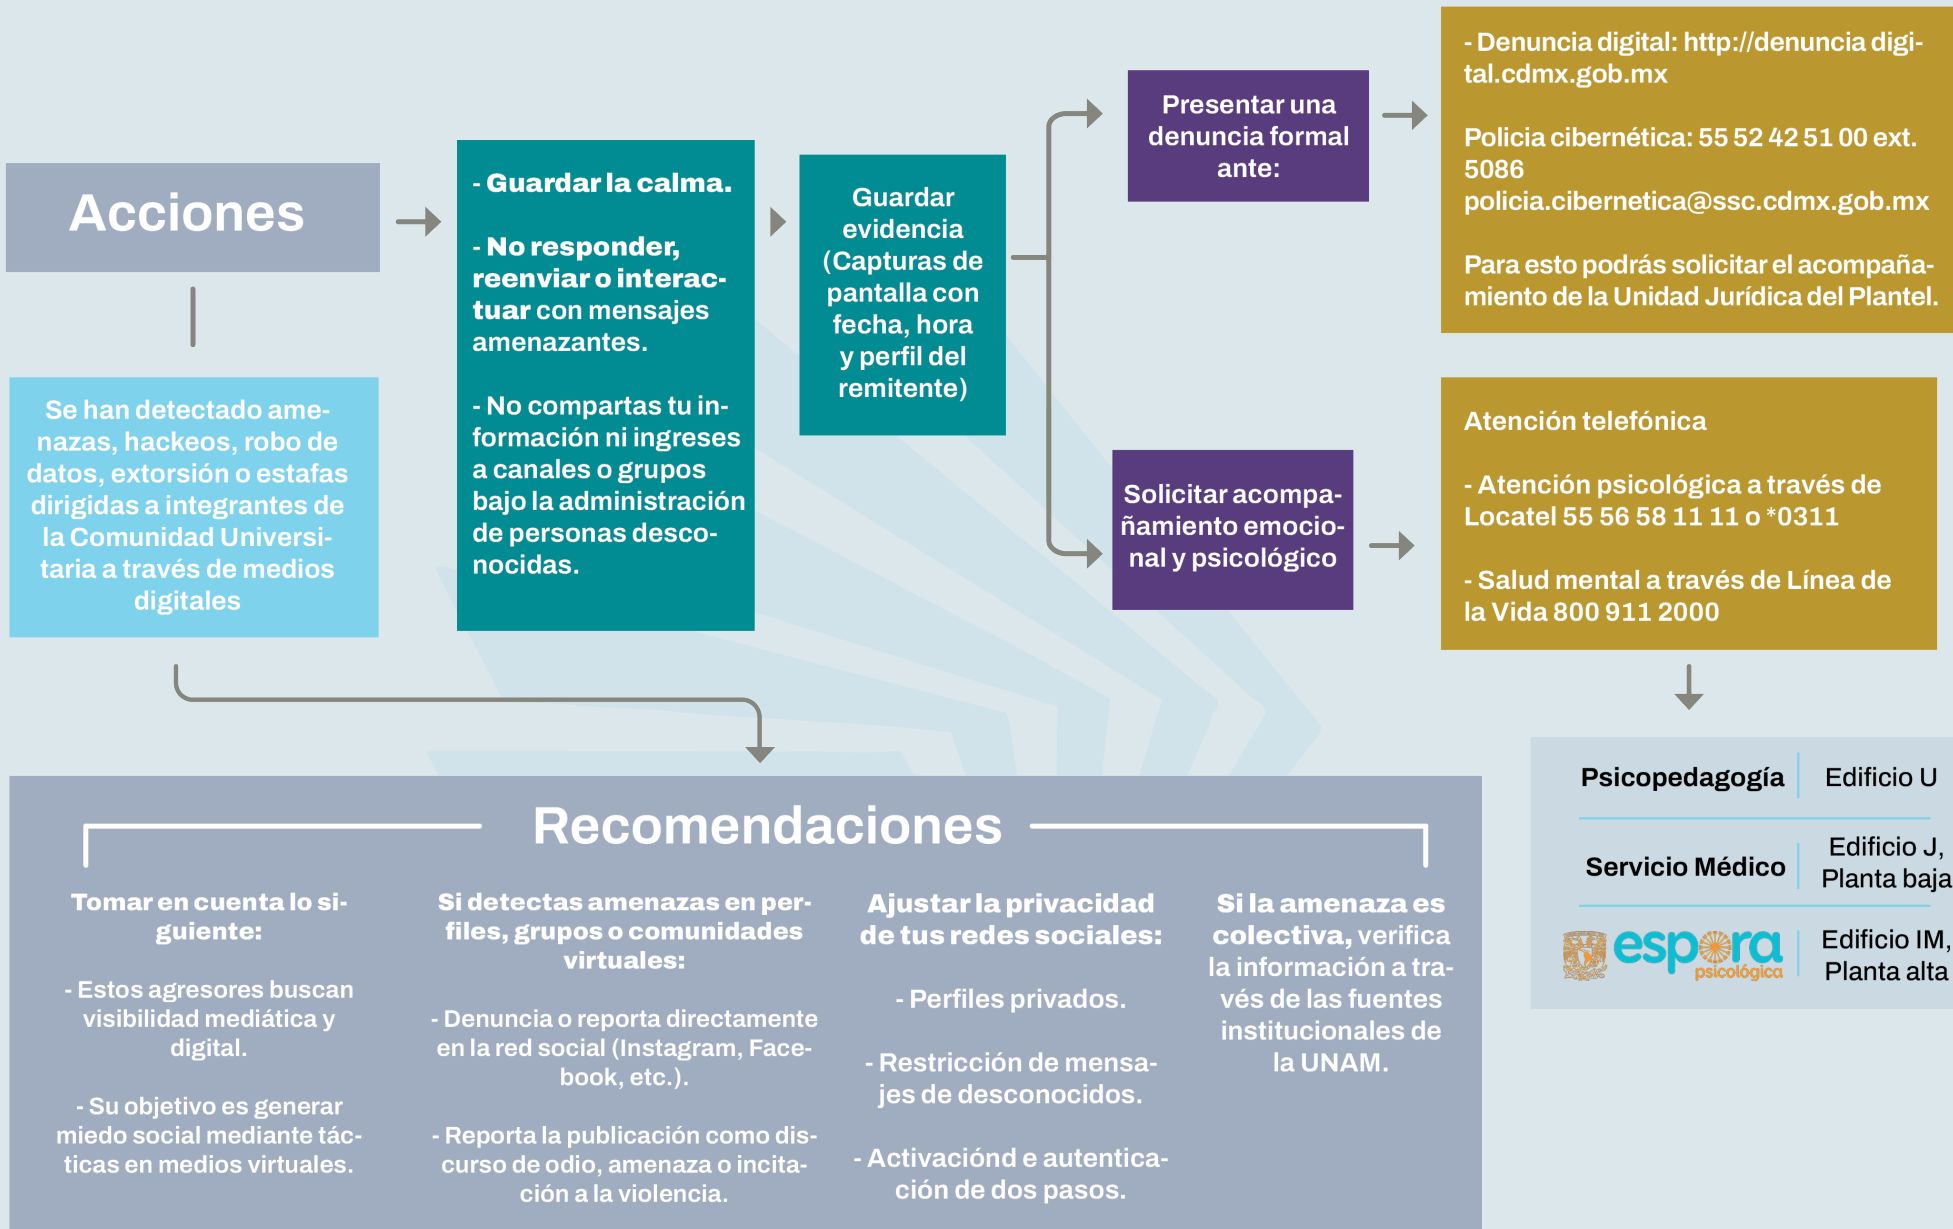 Acciones
Se han detectado ame-
nazas, hackeos, robo de
datos, extorsión o estafas
dirigidas a integrantes de
la Comunidad Universi-
taria a través de medios
digitales
- Guardar la calma.
- No responder,
reenviar o interac-
tuar con mensajes
amenazantes.
- No compartas tu in-
formación ni ingreses
a canales o grupos
bajo la administración
de personas desco-
nocidas.
Guardar
evidencia
(Capturas de
pantalla con
fecha, hora
y perfil del
remitente)
Presentar una
denuncia formal
ante:
- Denuncia digital: http://denuncia digi-
tal.cdmx.gob.mx
Policia cibernética: 55 52 42 51 00 ext.
5086
policia.cibernetica@ssc.cdmx.gob.mx
Para esto podrás solicitar el acompaña-
miento de la Unidad Jurídica del Plantel.
Solicitar acompa-
ñamiento emocio-
nal y psicológico
Atención telefónica
- Atención psicológica a través de
Locatel 55 56 58 11 11 o *0311
- Salud mental a través de Línea de
la Vida 800 911 2000
Psicopedagogía Edificio U
Servicio Médico Edificio J,
Planta baja
espora
psicológica
Edificio IM,
Planta alta
Recomendaciones
Tomar en cuenta lo si-
guiente:
- Estos agresores buscan
visibilidad mediática y
digital.
- Su objetivo es generar
miedo social mediante tác-
ticas en medios virtuales.
Si detectas amenazas en per-
files, grupos o comunidades
virtuales:
- Denuncia o reporta directamente
en la red social (Instagram, Face-
book, etc.).
- Reporta la publicación como dis-
curso de odio, amenaza o incita-
ción a la violencia.
Ajustar la privacidad
de tus redes sociales:
- Perfiles privados.
- Restricción de mensa-
jes de desconocidos.
- Activaciónd e autentica-
ción de dos pasos.
Si la amenaza es
colectiva, verifica
la información a tra-
vés de las fuentes
institucionales de
la UNAM.